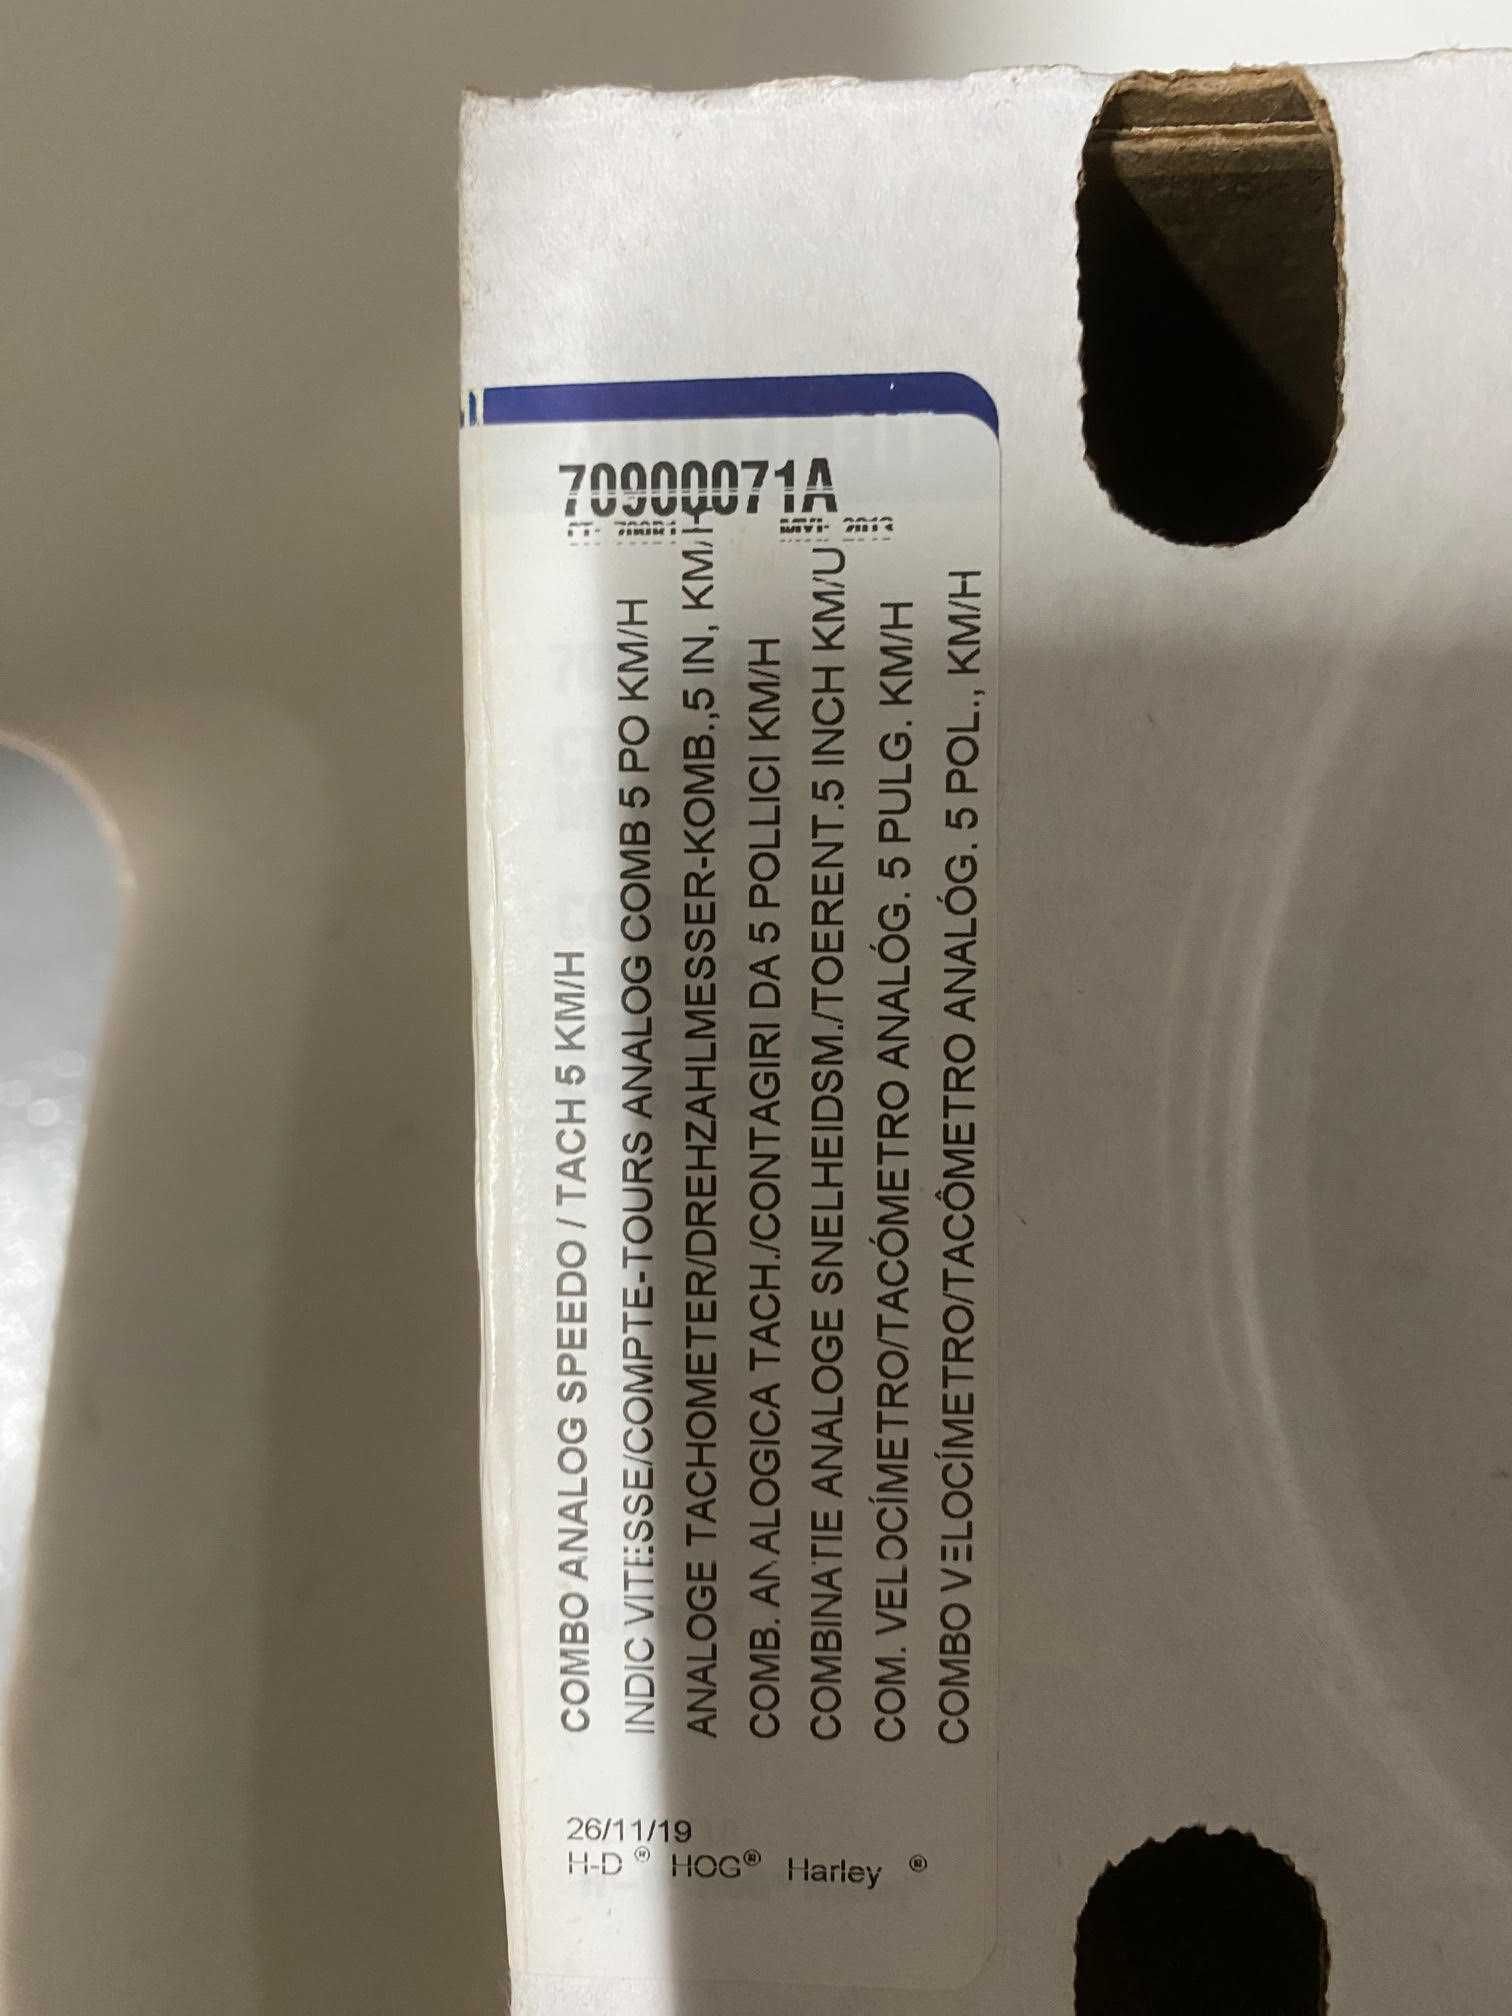 70900071A
COMBO ANALOG SPEEDO / TACH 5 KM/H
INDIC VITESSE/COMPTE-TOURS ANALOG COMB 5 PO KM/H
ANALOGE TACHOMETER/DREHZAHLMESSER-KOMB.,5 IN, KM/H
COMB. ANALOGICA TACH./CONTAGIRI DA 5 POLLICI KM/H
COMBINATIE ANALOGE SNELHEIDSM./TOERENT.5 INCH KM/U
COM. VELOCÍMETRO/TACÓMETRO ANALÓG. 5 PULG. KM/H
COMBO VELOCÍMETRO/TACÔMETRO ANALÓG. 5 POL., KM/H
26/11/19
H-D ® HOG® Harley ®